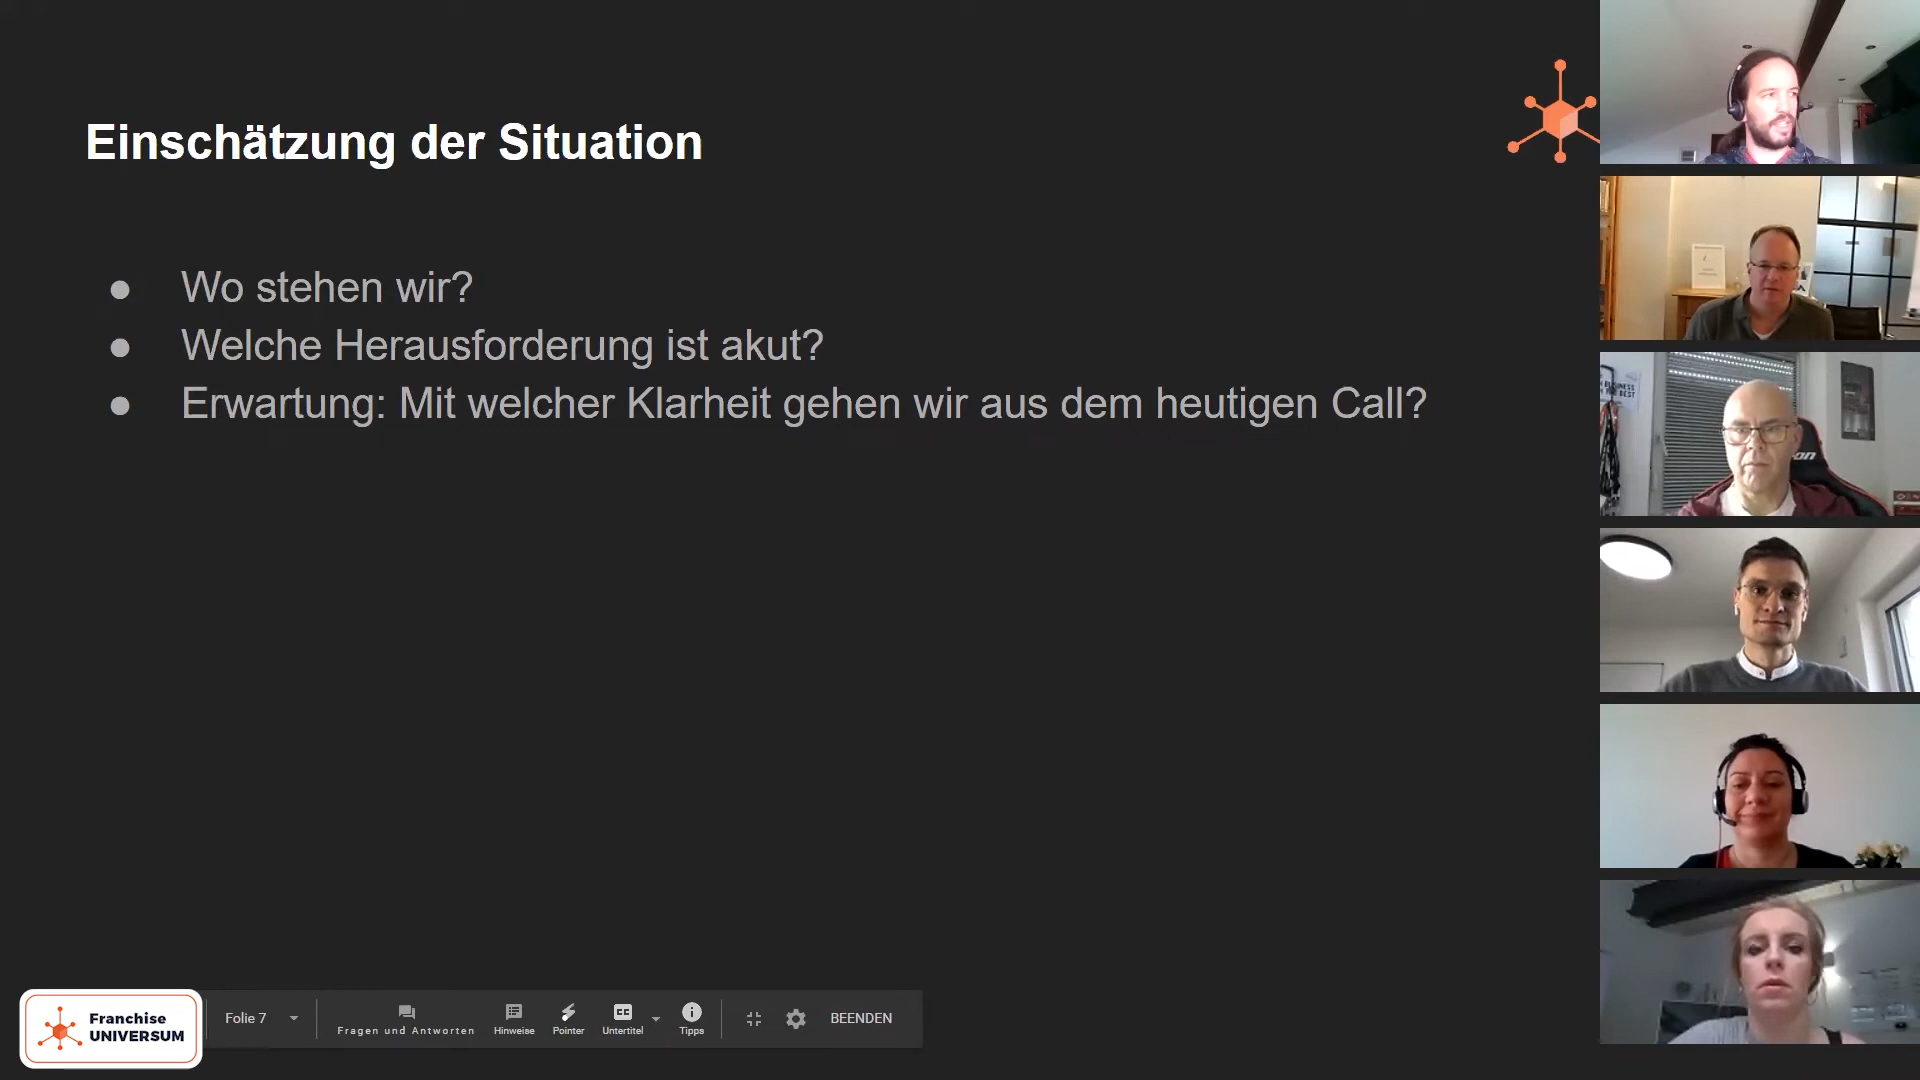 Einschätzung der Situation
● Wo stehen wir?
● Welche Herausforderung ist akut?
● Erwartung: Mit welcher Klarheit gehen wir aus dem heutigen Call?
Franchise
UNIVERSUM
Folie 7
Fragen und Antworten
Hinweise
Pointer
Untertitel
Tipps
BEENDEN